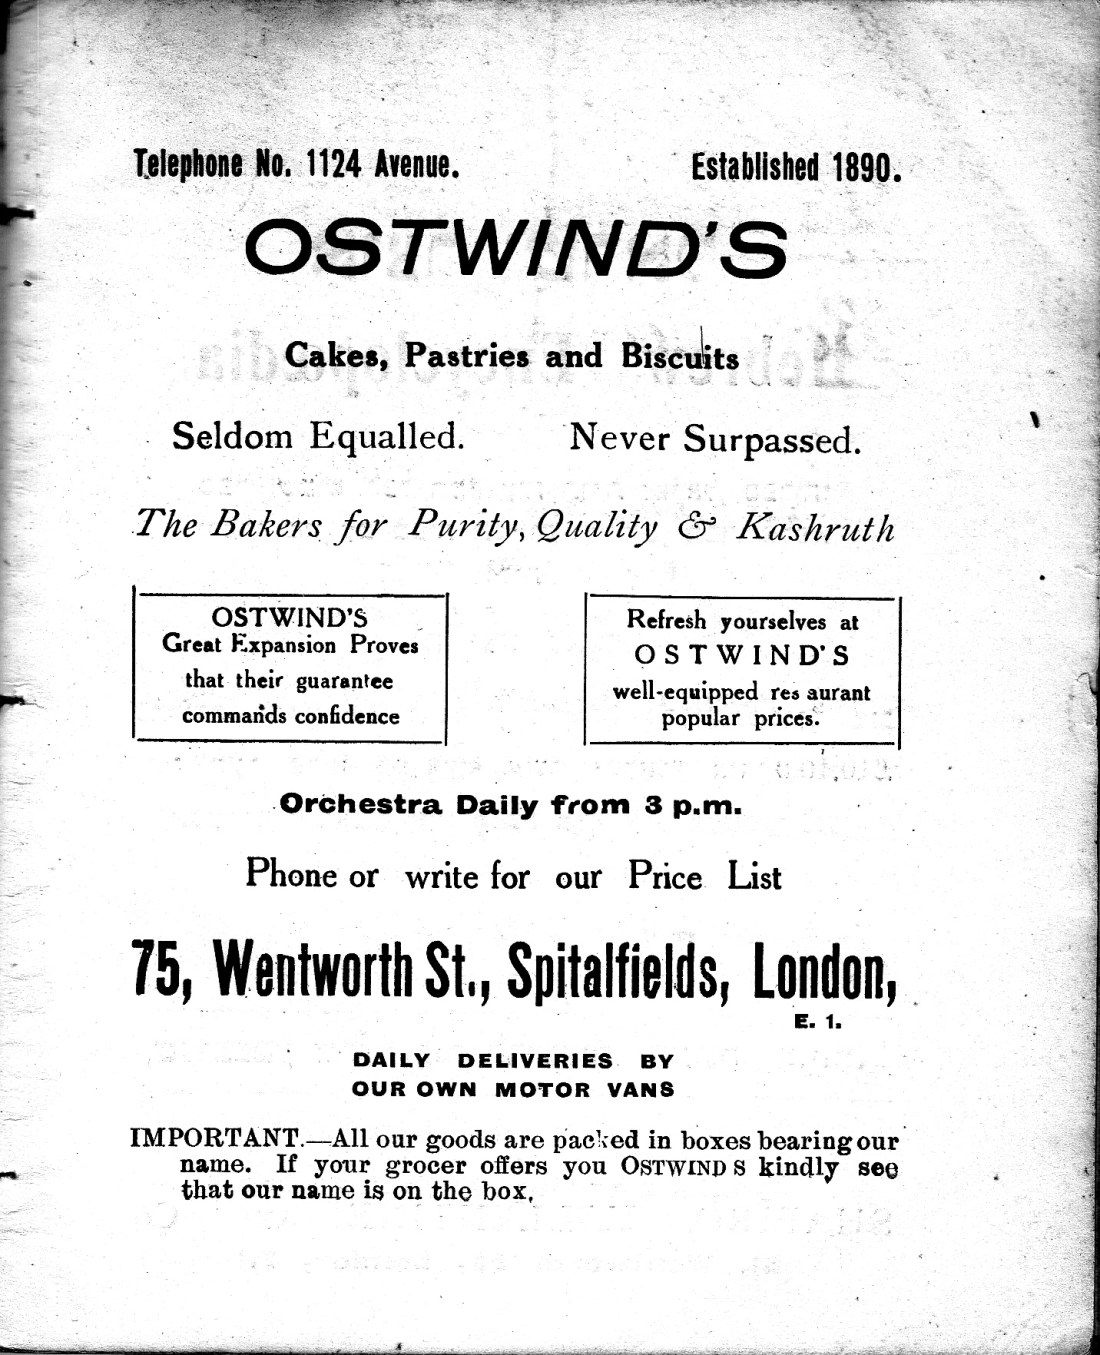 Telephone No. 1124 Avenue. Established 1890.
OSTWIND'S
Cakes, Pastries and Biscuits
Seldom Equalled. Never Surpassed.
The Bakers for Purity, Quality & Kashruth
OSTWIND'S
Great Expansion Proves
that their guarantee
commands confidence
Refresh yourselves at
OSTWIND'S
well-equipped res aurant
popular prices.
Orchestra Daily from 3 p.m.
Phone or write for our Price List
75, Wentworth St., Spitalfields, London,
E. 1.
DAILY DELIVERIES BY
OUR OWN MOTOR VANS
IMPORTANT.—All our goods are packed in boxes bearing our
name. If your grocer offers you OSTWIND S kindly see
that our name is on the box,